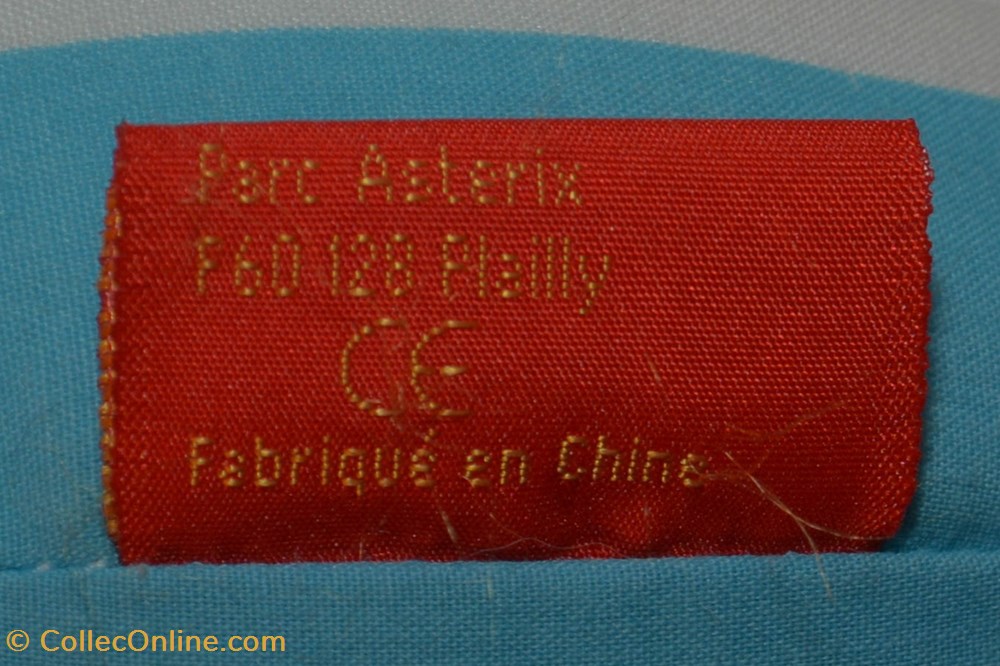 Parc Asterix
F60 128 Plailly
CE
Fabriqué en Chine
© CollecOnline.com